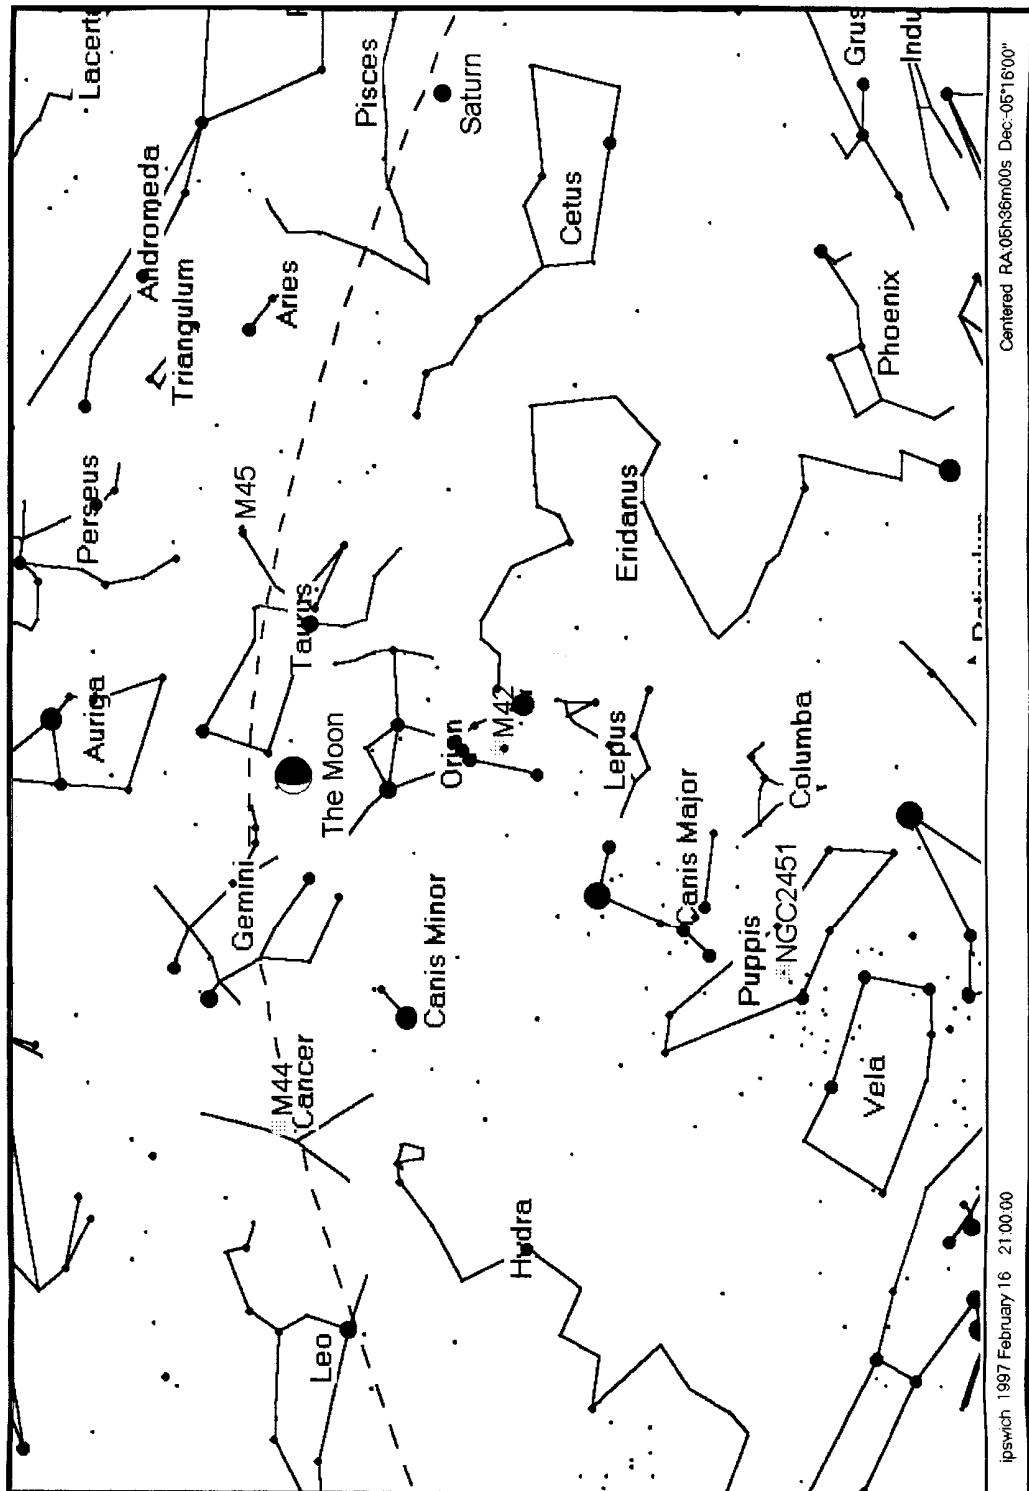 Lacert
Pisces
Saturn
Grus
Indu
Andromeda
Triangulum
Aries
Cetus
Phoenix
Perseus
M45
Eridanus
Auriga
Taurus
The Moon
Orion
M42
Lepus
Columba
Gemini
Canis Minor
Canis Major
Puppis
NGC2451
M44
Cancer
Vela
Hydra
Leo
ipswich 1997 February 16 21:00:00
Centered RA:05h36m00s Dec:-05°16'00"